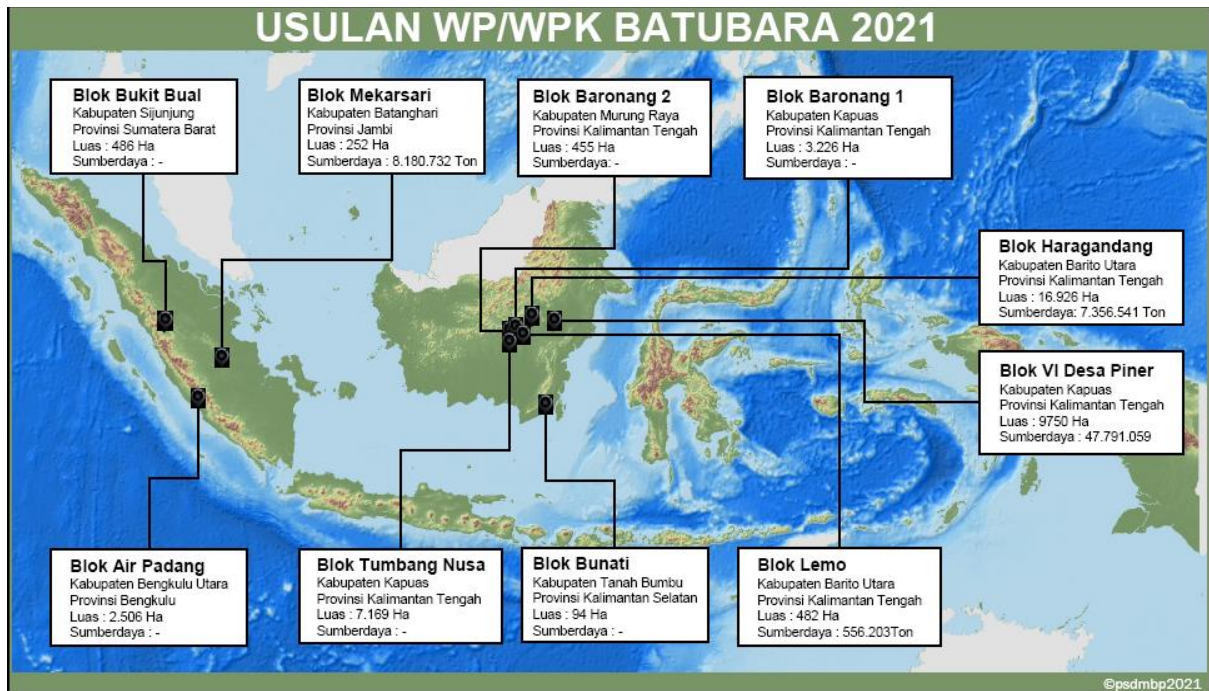 USULAN WP/WPK BATUBARA 2021
Blok Bukit Bual
Kabupaten Sijunjung
Provinsi Sumatera Barat
Luas : 486 Ha
Sumberdaya : -
Blok Mekarsari
Kabupaten Batanghari
Provinsi Jambi
Luas : 252 Ha
Sumberdaya : 8.180.732 Ton
Blok Baronang 2
Kabupaten Murung Raya
Provinsi Kalimantan Tengah
Luas : 455 Ha
Sumberdaya: -
Blok Baronang 1
Kabupaten Kapuas
Provinsi Kalimantan Tengah
Luas : 3.226 Ha
Sumberdaya : -
Blok Haragandang
Kabupaten Barito Utara
Provinsi Kalimantan Tengah
Luas : 16.926 Ha
Sumberdaya: 7.356.541 Ton
Blok VI Desa Piner
Kabupaten Kapuas
Provinsi Kalimantan Tengah
Luas : 9750 Ha
Sumberdaya : 47.791.059
Blok Air Padang
Kabupaten Bengkulu Utara
Provinsi Bengkulu
Luas : 2.506 Ha
Sumberdaya : -
Blok Tumbang Nusa
Kabupaten Kapuas
Provinsi Kalimantan Tengah
Luas : 7.169 Ha
Sumberdaya : -
Blok Bunati
Kabupaten Tanah Bumbu
Provinsi Kalimantan Selatan
Luas : 94 Ha
Sumberdaya : -
Blok Lemo
Kabupaten Barito Utara
Provinsi Kalimantan Tengah
Luas : 482 Ha
Sumberdaya : 556.203Ton
©psdmbp2021